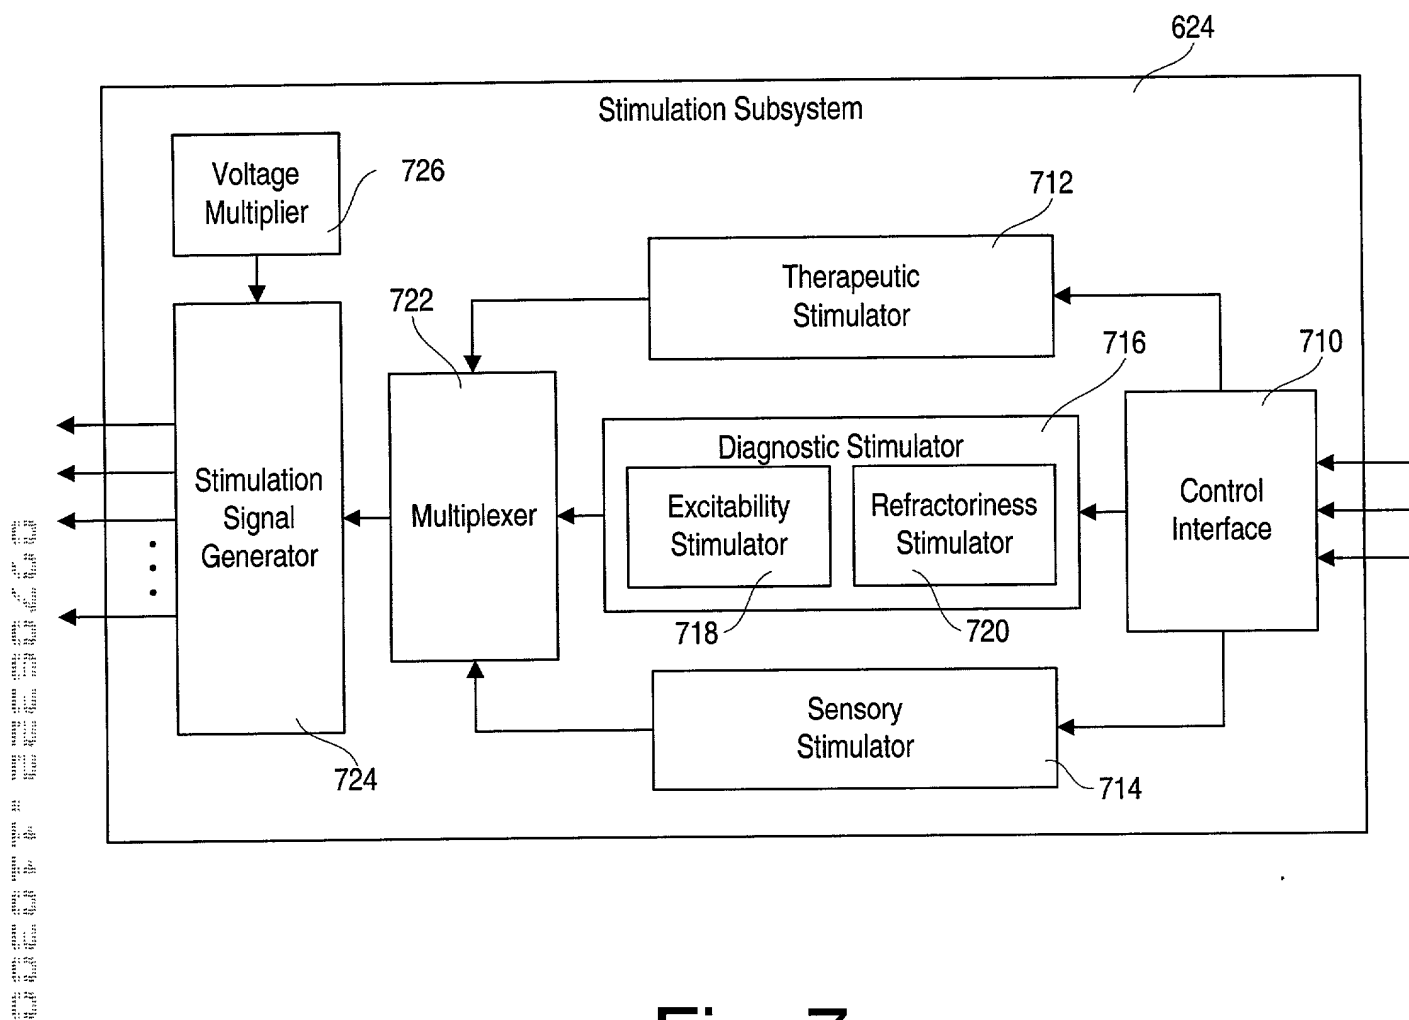 624
Stimulation Subsystem
Voltage
Multiplier
726
712
Therapeutic
Stimulator
722
716
710
Diagnostic Stimulator
Stimulation
Signal
Generator
Multiplexer
Excitability
Stimulator
Refractoriness
Stimulator
Control
Interface
718
720
Sensory
Stimulator
724
714